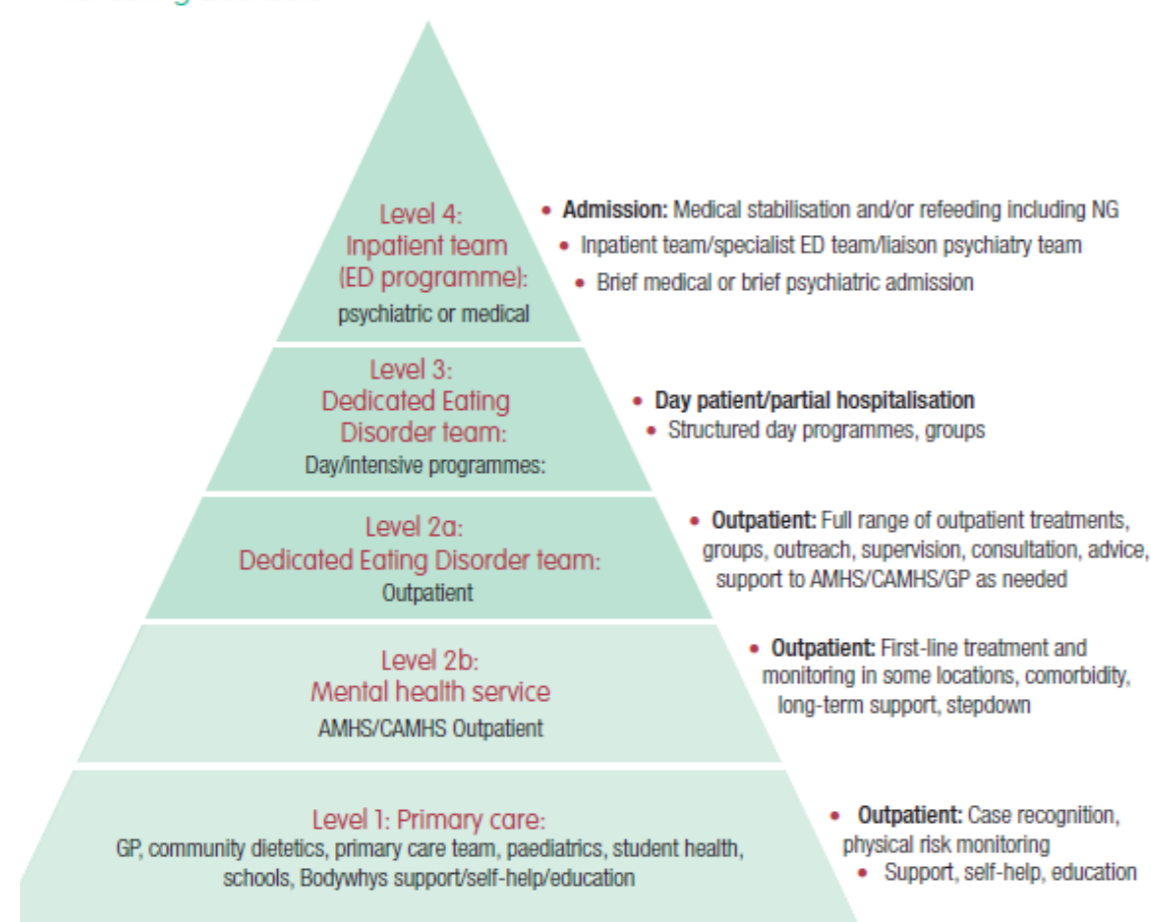 Level 4:
Inpatient team
(ED programme):
psychiatric or medical
• Admission: Medical stabilisation and/or refeeding including NG
• Inpatient team/specialist ED team/liaison psychiatry team
• Brief medical or brief psychiatric admission
Level 3:
Dedicated Eating
Disorder team:
Day/intensive programmes:
• Day patient/partial hospitalisation
• Structured day programmes, groups
Level 2a:
Dedicated Eating Disorder team:
Outpatient
• Outpatient: Full range of outpatient treatments,
groups, outreach, supervision, consultation, advice,
support to AMHS/CAMHS/GP as needed
Level 2b:
Mental health service
AMHS/CAMHS Outpatient
• Outpatient: First-line treatment and
monitoring in some locations, comorbidity,
long-term support, stepdown
Level 1: Primary care:
GP, community dietetics, primary care team, paediatrics, student health,
schools, Bodywhys support/self-help/education
• Outpatient: Case recognition,
physical risk monitoring
• Support, self-help, education